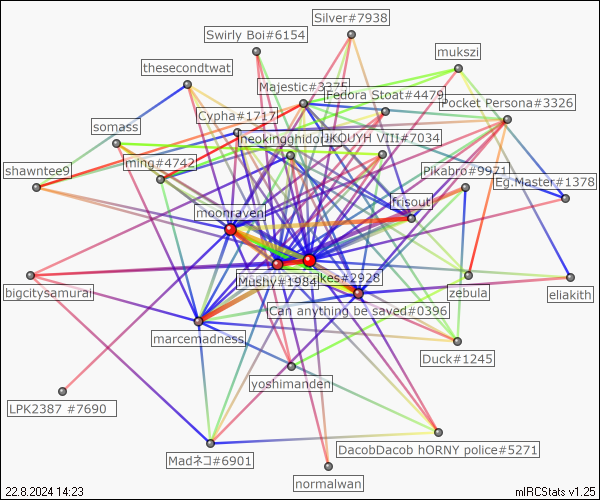 Silver#7938
Swirly Boi#6154
mukszi
thesecondtwat
Majestic#3275
Fedora Stoat#4479
Pocket Persona#3326
Cypha#1717
somass
neokingghidorah
VIII#7034
ming#4742
shawntee9
Pikabro#9971
Eg.Master#1378
moonraven
frisout
Mushy#1984
ikes#2928
bigcitysamurai
zebula
eliakith
Can anything be saved#0396
marcemadness
Duck#1245
yoshimanden
LPK2387 #7690
DacobDacob hORNY police#5271
Madネコ#6901
normalwan
22.8.2024 14:23
mIRCStats v1.25